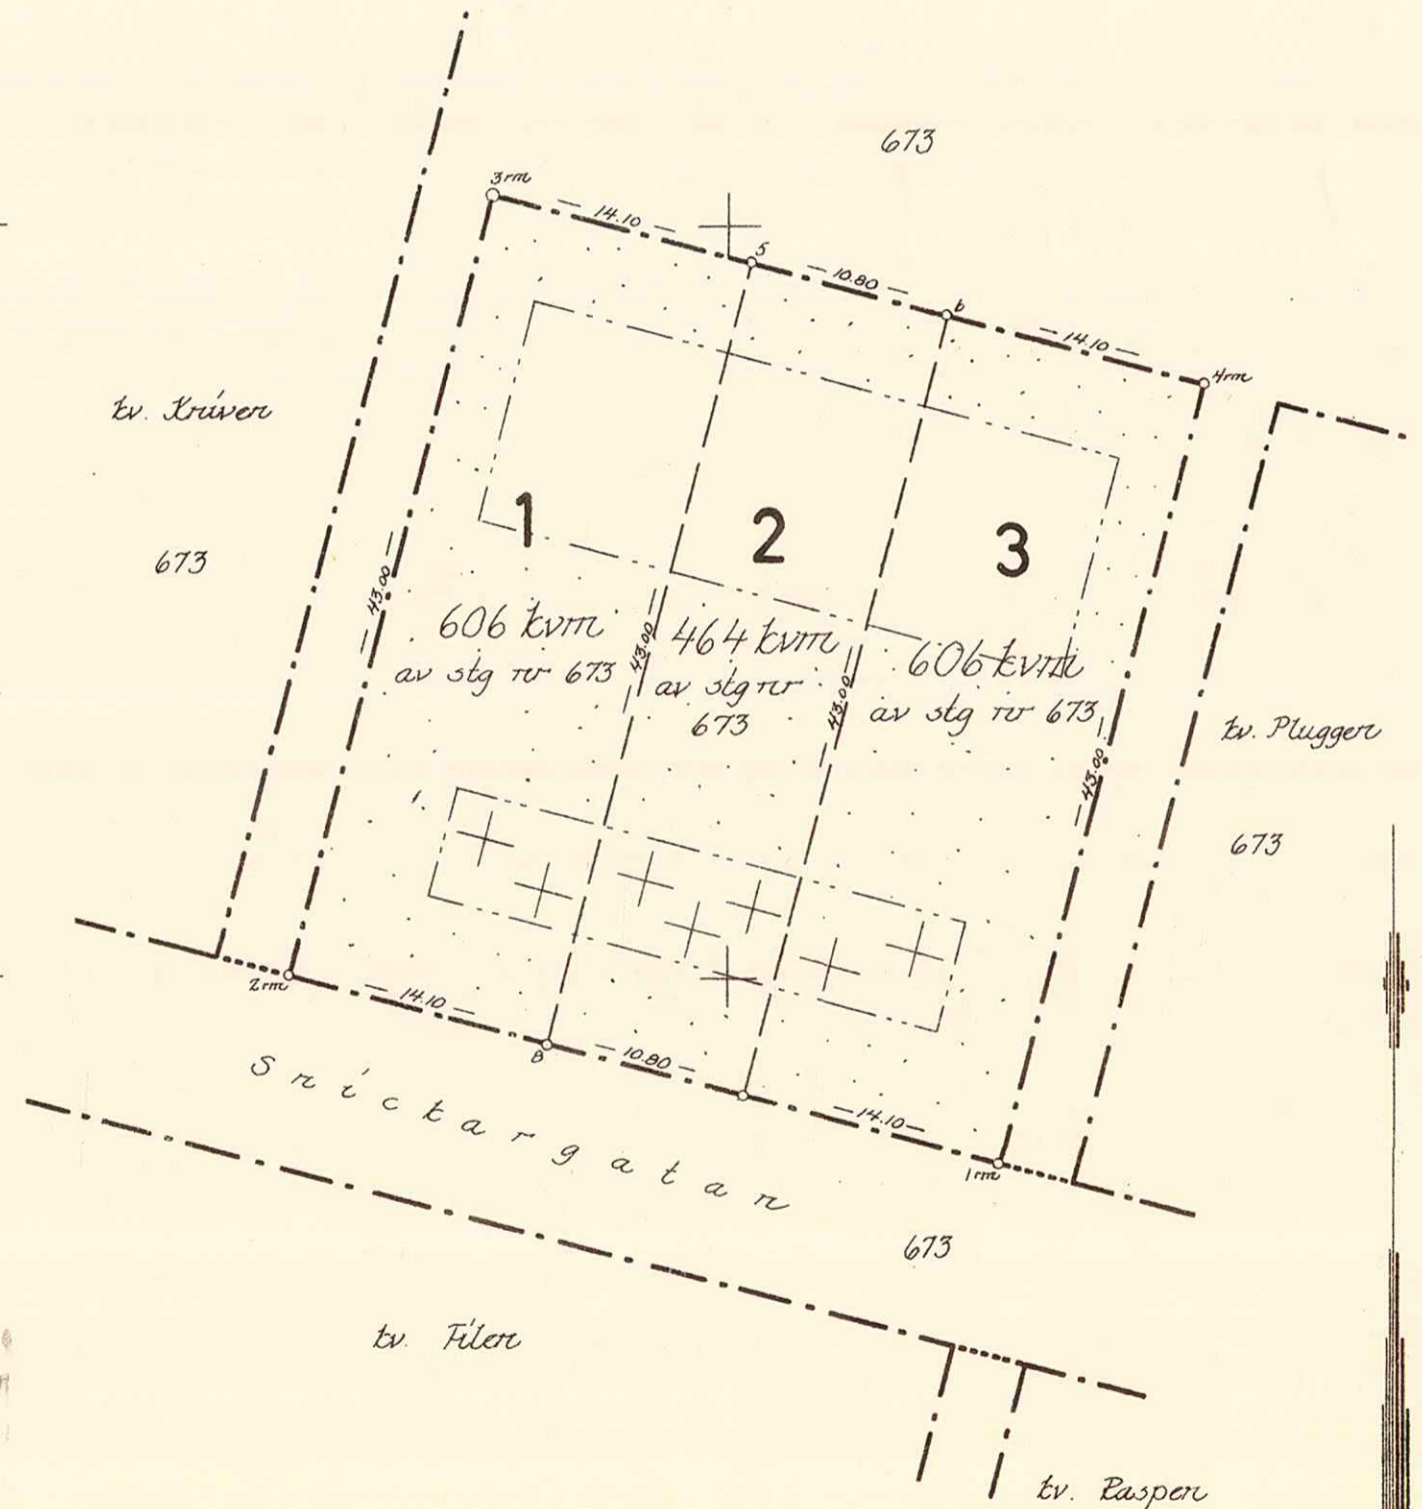 673
3rm
14.10
5
10.80
6
14.10
4rm
kv. Kniven
673
1
2
3
43.00
606 kvm
av stg nr 673
43.00
464 kvm
av stg nr
673
43.00
606 kvm
av stg nr 673
43.00
kv. Pluggen
673
2rm
14.10
8
10.80
14.10
1rm
Snickargatan
673
kv. Filen
kv. Raspen